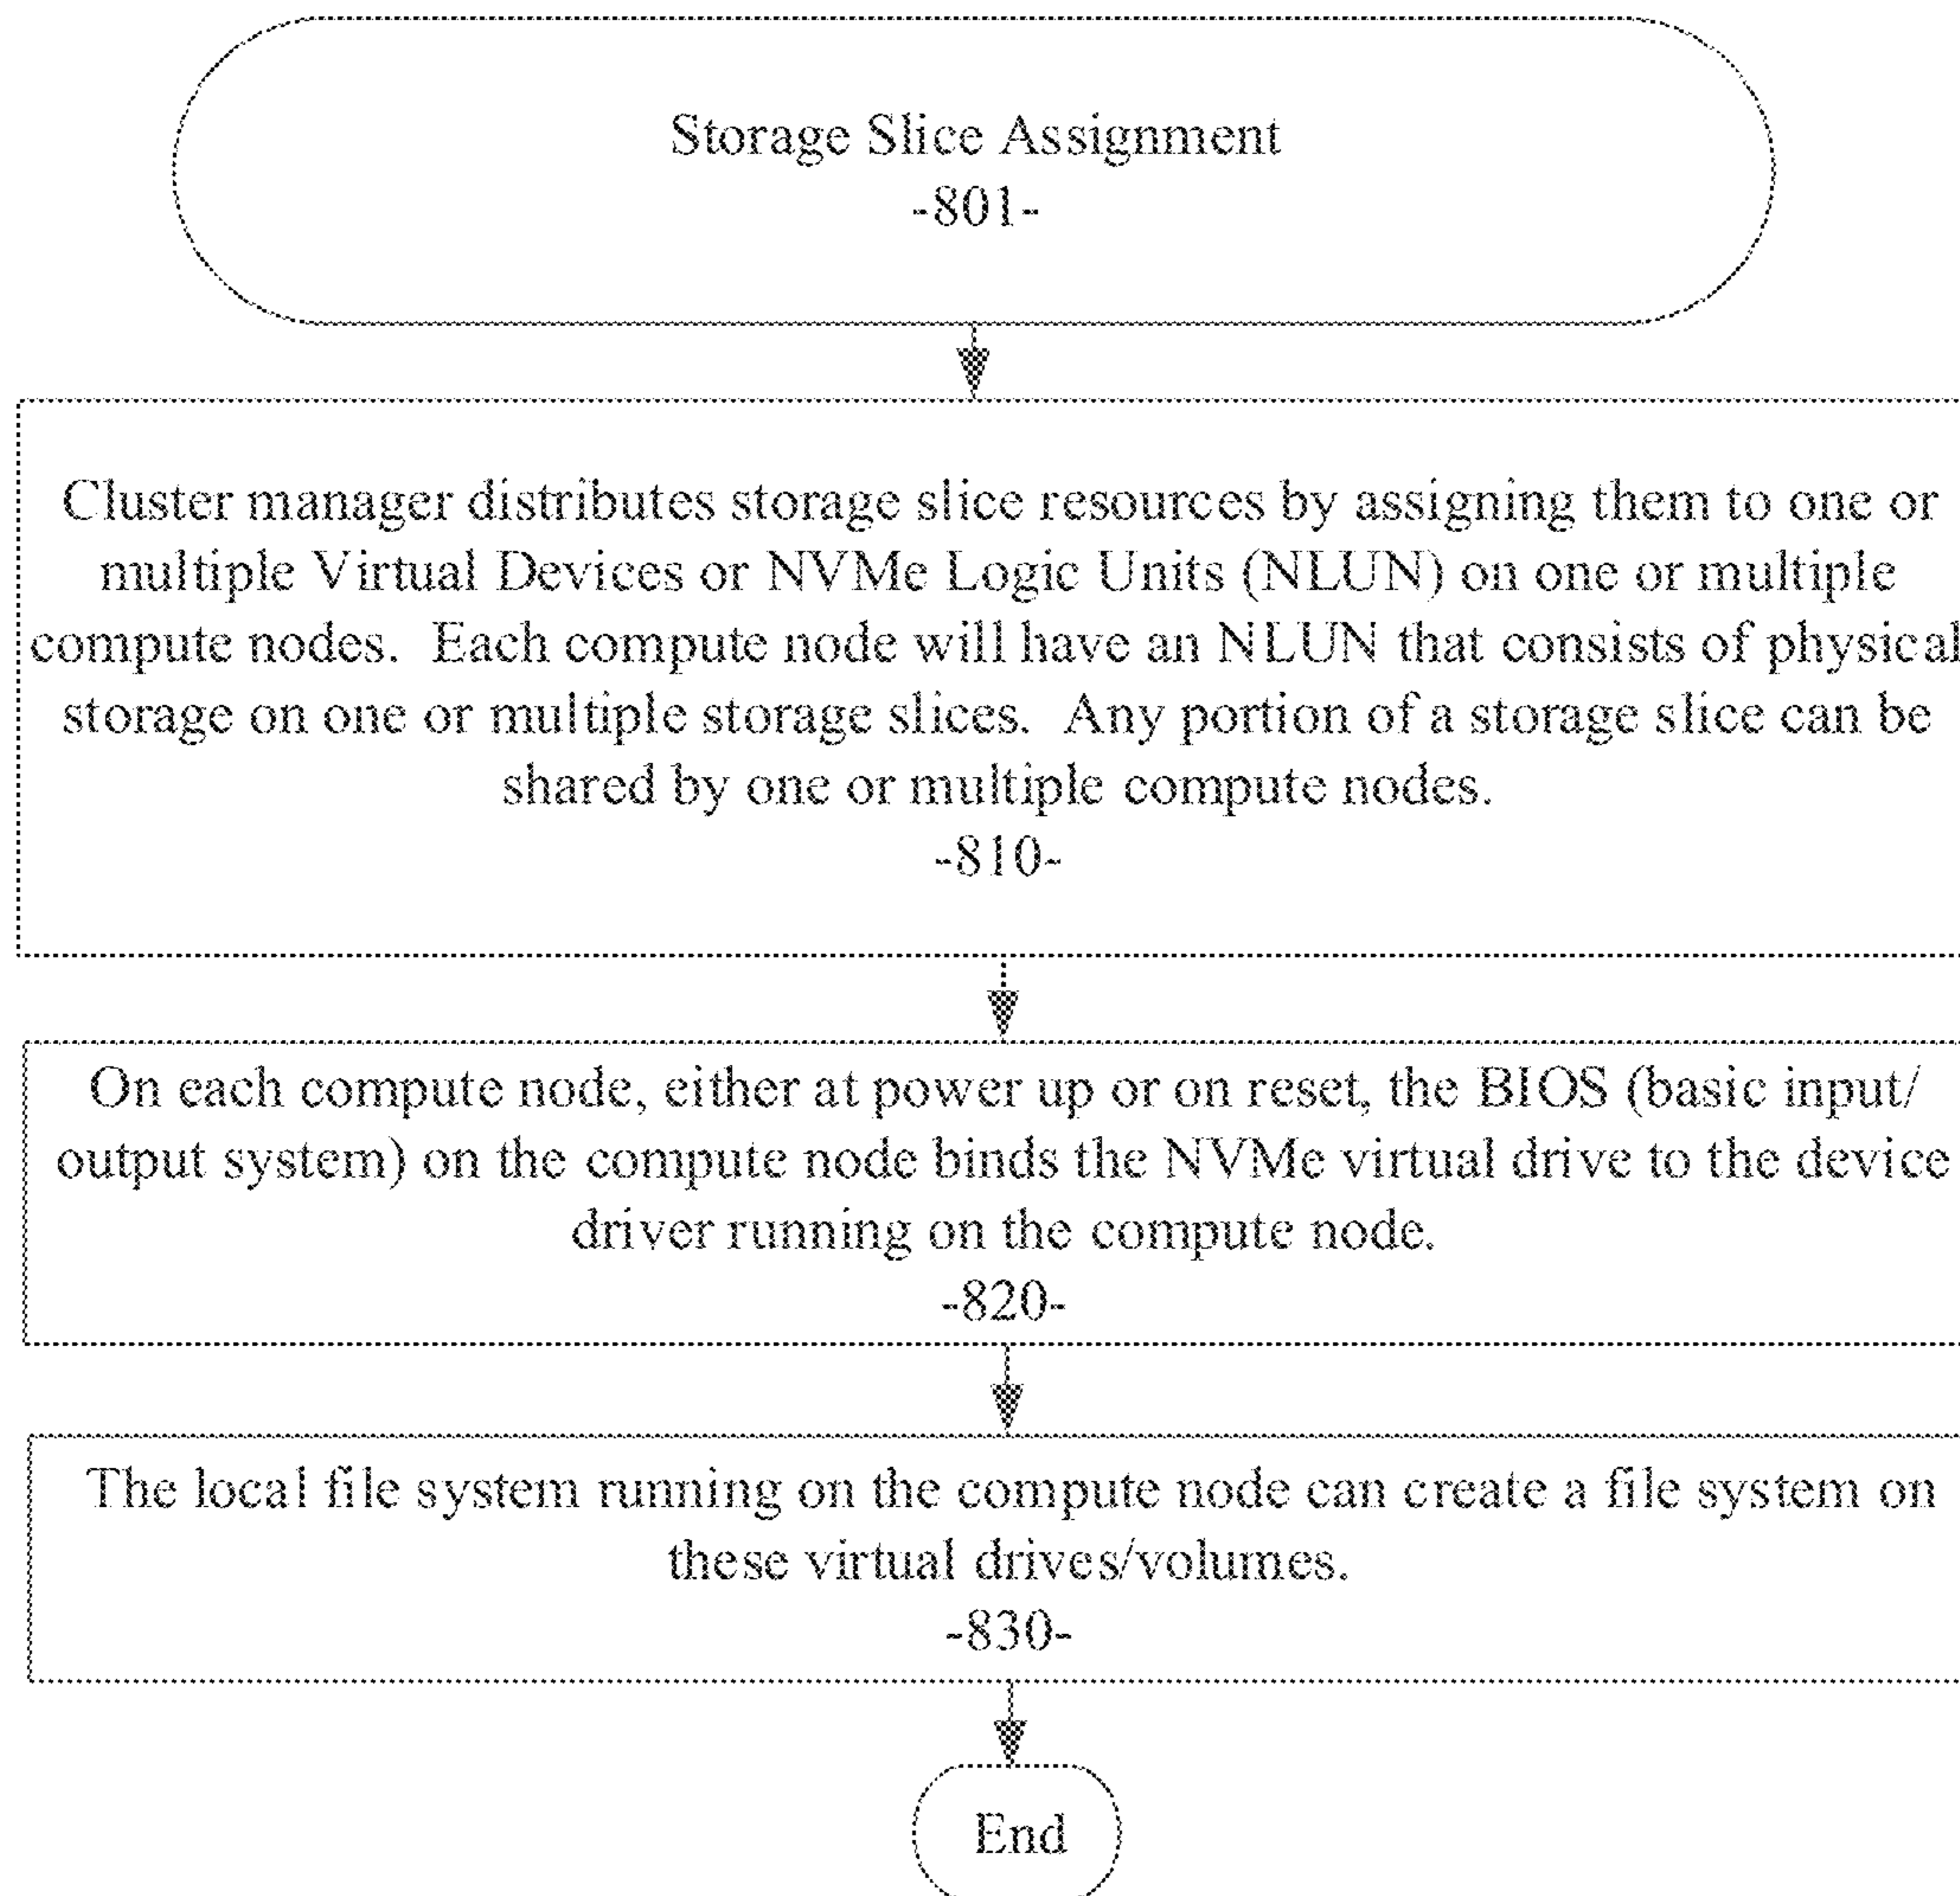 Storage Slice Assignment
-801-
Cluster manager distributes storage slice resources by assigning them to one or
multiple Virtual Devices or NVMe Logic Units (NLUN) on one or multiple
compute nodes.  Each compute node will have an NLUN that consists of physical
storage on one or multiple storage slices.  Any portion of a storage slice can be
shared by one or multiple compute nodes.
-810-
On each compute node, either at power up or on reset, the BIOS (basic input/
output system) on the compute node binds the NVMe virtual drive to the device
driver running on the compute node.
-820-
The local file system running on the compute node can create a file system on
these virtual drives/volumes.
-830-
End